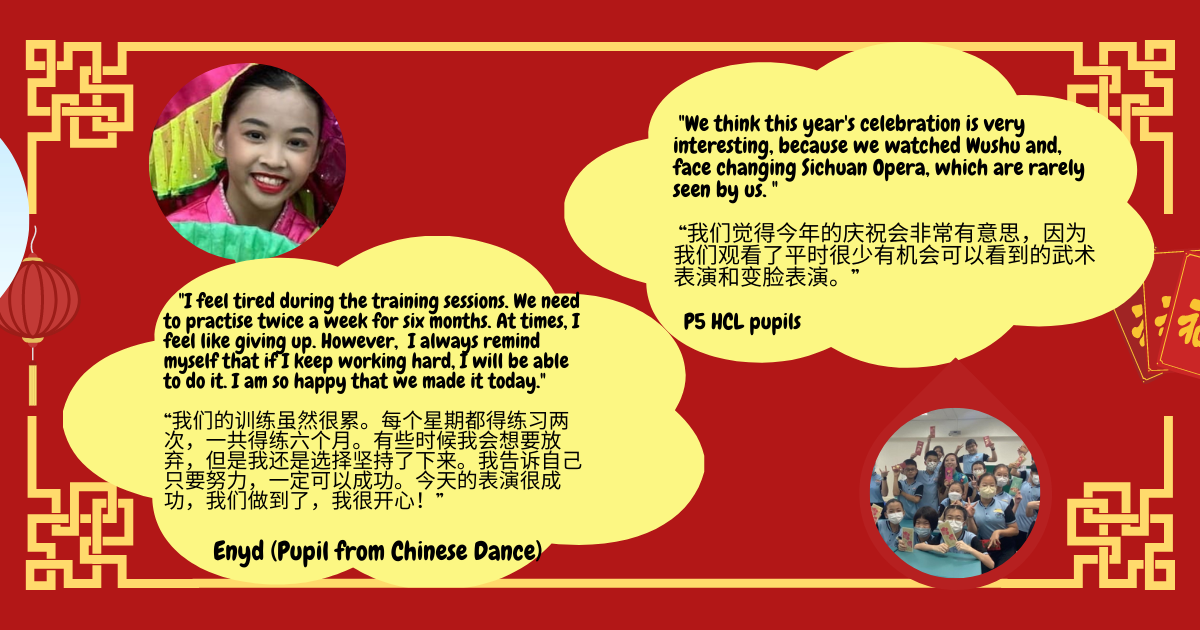 "I feel tired during the training sessions. We need
to practise twice a week for six months. At times, I
feel like giving up. However, I always remind
myself that if I keep working hard, I will be able
to do it. I am so happy that we made it today."
“我们的训练虽然很累。每个星期都得练习两
次，一共得练六个月。有些时候我会想要放
弃，但是我还是选择坚持了下来。我告诉自己
只要努力，一定可以成功。今天的表演很成
功，我们做到了，我很开心！”
Enyd (Pupil from Chinese Dance)
"We think this year's celebration is very
interesting, because we watched Wushu and,
face changing Sichuan Opera, which are rarely
seen by us. "
“我们觉得今年的庆祝会非常有意思，因为
我们观看了平时很少有机会可以看到的武术
表演和变脸表演。”
P5 HCL pupils